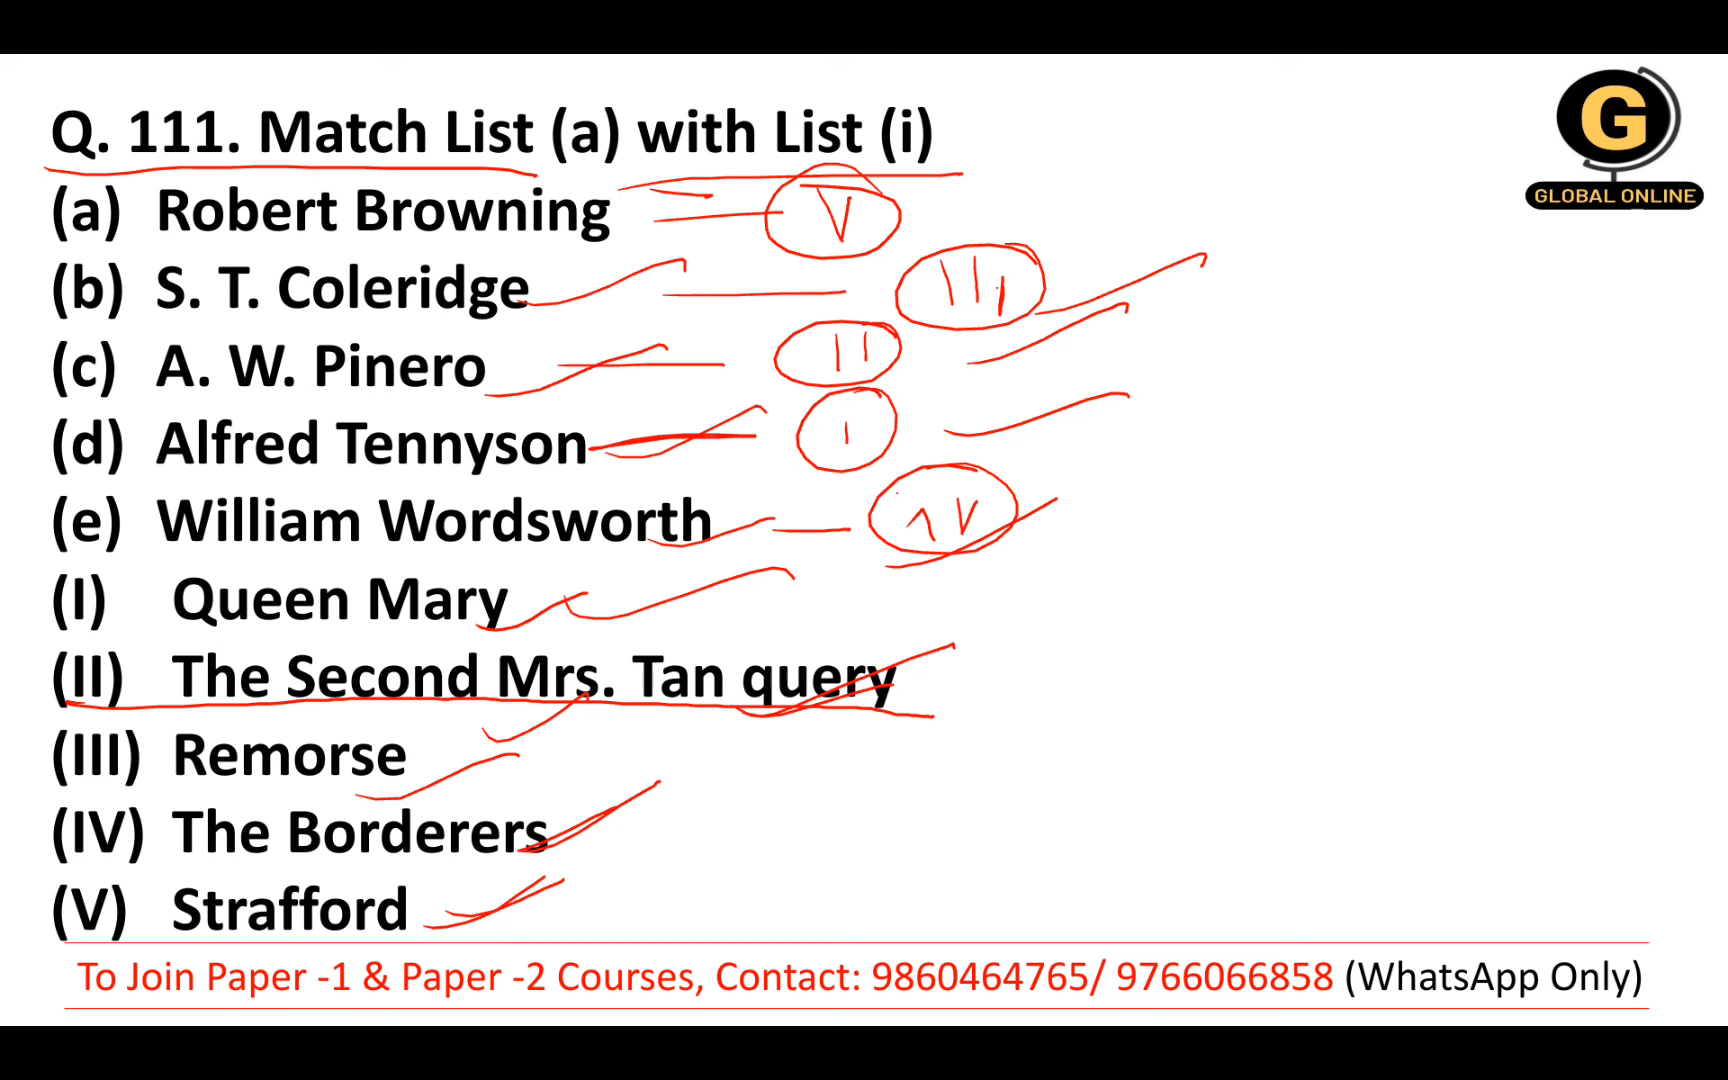 Q. 111. Match List (a) with List (i)
G
GLOBAL ONLINE
(a) Robert Browning V
(b) S. T. Coleridge III
(c) A. W. Pinero II
(d) Alfred Tennyson I
(e) William Wordsworth IV
(I) Queen Mary
(II) The Second Mrs. Tan query
(III) Remorse
(IV) The Borderers
(V) Strafford
To Join Paper -1 & Paper -2 Courses, Contact: 9860464765/ 9766066858 (WhatsApp Only)